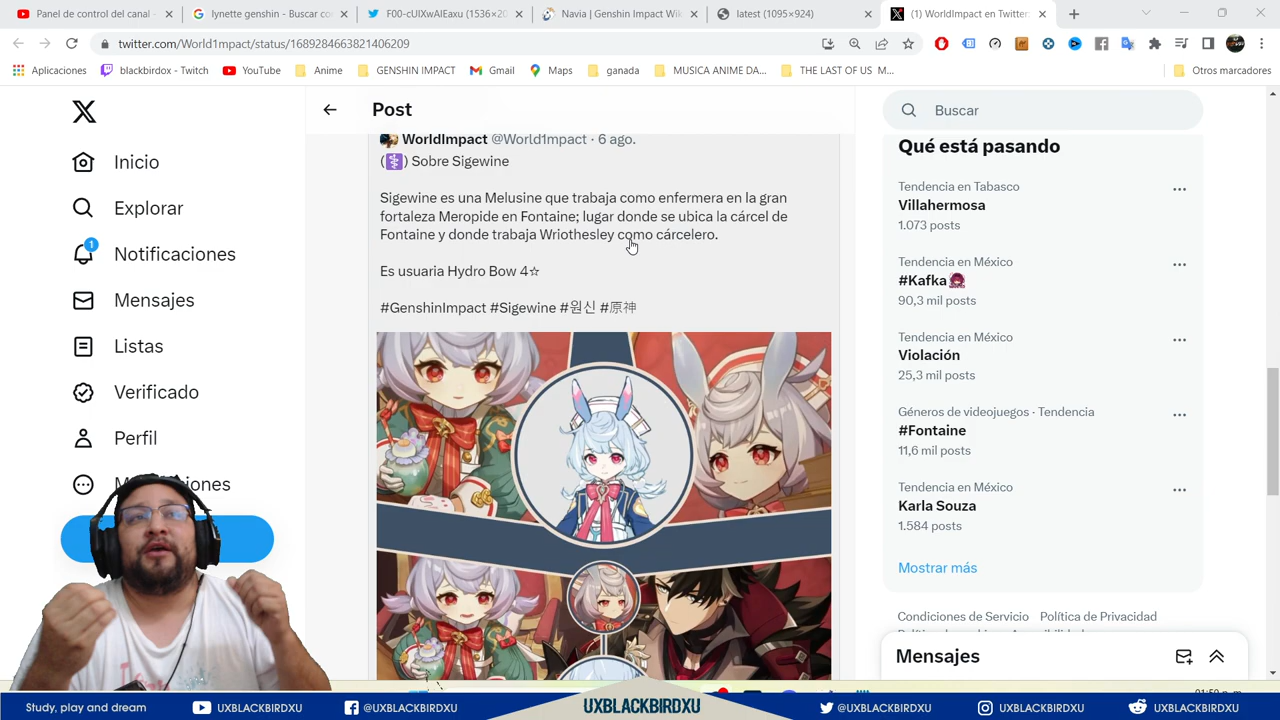 Panel de control del canal -
lynette genshin - Buscar co
F00-cUIXwAIEaxu (1536×20
Navia | Genshin Impact Wik
latest (1095×924)
(1) WorldImpact en Twitter:
twitter.com/World1mpact/status/1689284663821406209
Aplicaciones
blackbirdox - Twitch
YouTube
Anime
GENSHIN IMPACT
Gmail
Maps
ganada
MUSICA ANIME DA...
THE LAST OF US M...
Otros marcadores
Inicio
Explorar
1
Notificaciones
Mensajes
Listas
Verificado
Perfil
Post
WorldImpact @World1mpact · 6 ago.
(⚕️) Sobre Sigewine
Sigewine es una Melusine que trabaja como enfermera en la gran
fortaleza Meropide en Fontaine; lugar donde se ubica la cárcel de
Fontaine y donde trabaja Wriothesley como cárcelero.
Es usuaria Hydro Bow 4☆
#GenshinImpact #Sigewine #원신 #原神
Buscar
Qué está pasando
Tendencia en Tabasco
Villahermosa
1.073 posts
Tendencia en México
#Kafka
90,3 mil posts
Tendencia en México
Violación
25,3 mil posts
Géneros de videojuegos · Tendencia
#Fontaine
11,6 mil posts
Tendencia en México
Karla Souza
1.584 posts
Mostrar más
Condiciones de Servicio Política de Privacidad
Mensajes
Study, play and dream
UXBLACKBIRDXU
@UXBLACKBIRDXU
UXBLACKBIRDXU
@UXBLACKBIRDXU
UXBLACKBIRDXU
UXBLACKBIRDXU